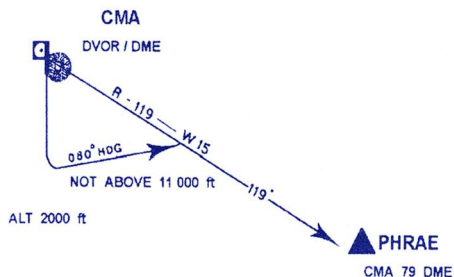 CMA
DVOR / DME
R - 119 — W 15
080° HDG
NOT ABOVE 11 000 ft
119°
ALT 2000 ft
PHRAE
CMA 79 DME